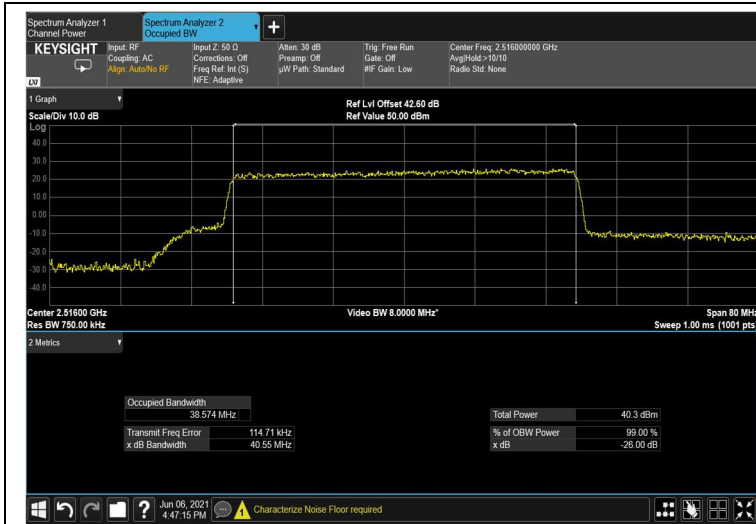 Spectrum Analyzer 1
Channel Power
Spectrum Analyzer 2
Occupied BW
KEYSIGHT
LXI
Input: RF
Coupling: AC
Align: Auto/No RF
Input Z: 50 Ω
Corrections: Off
Freq Ref: Int (S)
NFE: Adaptive
Atten: 30 dB
Preamp: Off
µW Path: Standard
Trig: Free Run
Gate: Off
#IF Gain: Low
Center Freq: 2.516000000 GHz
Avg|Hold:>10/10
Radio Std: None
1 Graph
Scale/Div 10.0 dB
Ref Lvl Offset 42.60 dB
Ref Value 50.00 dBm
Log
40.0
30.0
20.0
10.0
0.00
-10.0
-20.0
-30.0
-40.0
Center 2.51600 GHz
Res BW 750.00 kHz
Video BW 8.0000 MHz*
Span 80 MHz
Sweep 1.00 ms (1001 pts)
2 Metrics
Occupied Bandwidth
38.574 MHz
Transmit Freq Error 114.71 kHz
x dB Bandwidth 40.55 MHz
Total Power 40.3 dBm
% of OBW Power 99.00 %
x dB -26.00 dB
?
Jun 06, 2021
4:47:15 PM
Characterize Noise Floor required